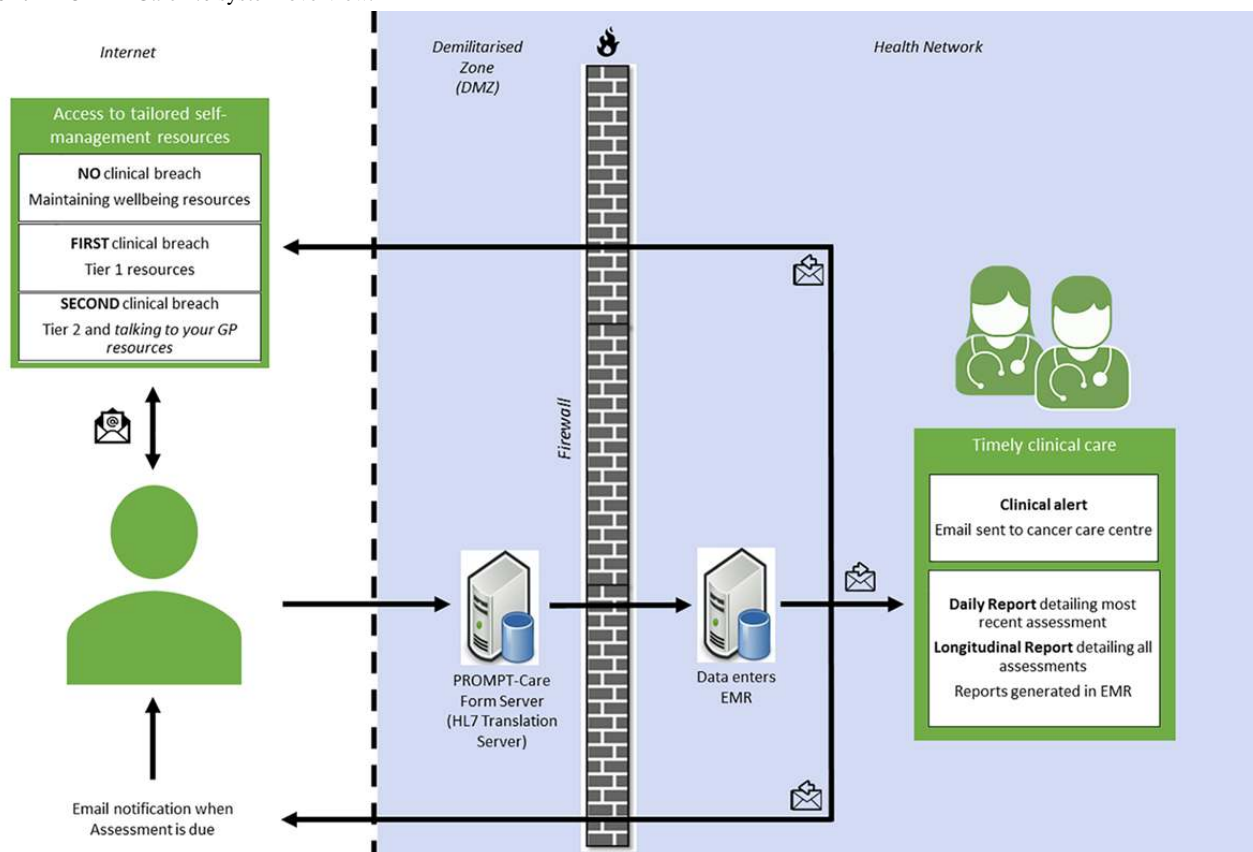 Internet
Demilitarised
Zone
(DMZ)
Health Network
Access to tailored self-
management resources
NO clinical breach
Maintaining wellbeing resources
FIRST clinical breach
Tier 1 resources
SECOND clinical breach
Tier 2 and talking to your GP
resources
Firewall
@
Timely clinical care
Clinical alert
Email sent to cancer care centre
Daily Report detailing most
recent assessment
Longitudinal Report detailing all
assessments
Reports generated in EMR
PROMPT-Care
Form Server
(HL7 Translation
Server)
Data enters
EMR
Email notification when
Assessment is due